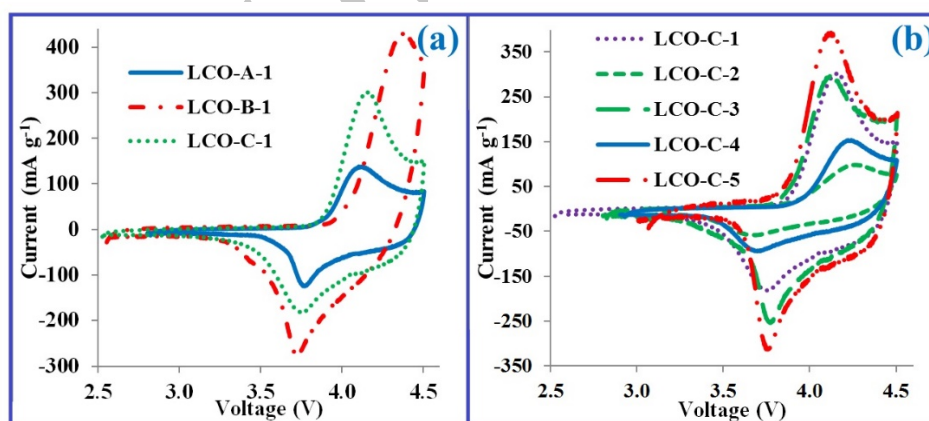 (a)
400
300
200
100
0
-100
-200
-300
Current (mA g-1)
LCO-A-1
LCO-B-1
LCO-C-1
2.5 3.0 3.5 4.0 4.5
Voltage (V)
(b)
350
250
150
50
-50
-150
-250
-350
Current (mA g-1)
LCO-C-1
LCO-C-2
LCO-C-3
LCO-C-4
LCO-C-5
2.5 3.0 3.5 4.0 4.5
Voltage (V)